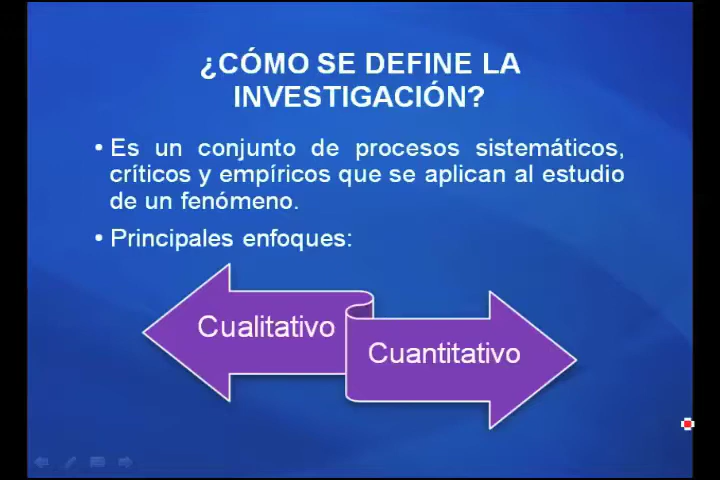 ¿CÓMO SE DEFINE LA
INVESTIGACIÓN?
• Es un conjunto de procesos sistemáticos,
críticos y empíricos que se aplican al estudio
de un fenómeno.
• Principales enfoques:
Cualitativo
Cuantitativo